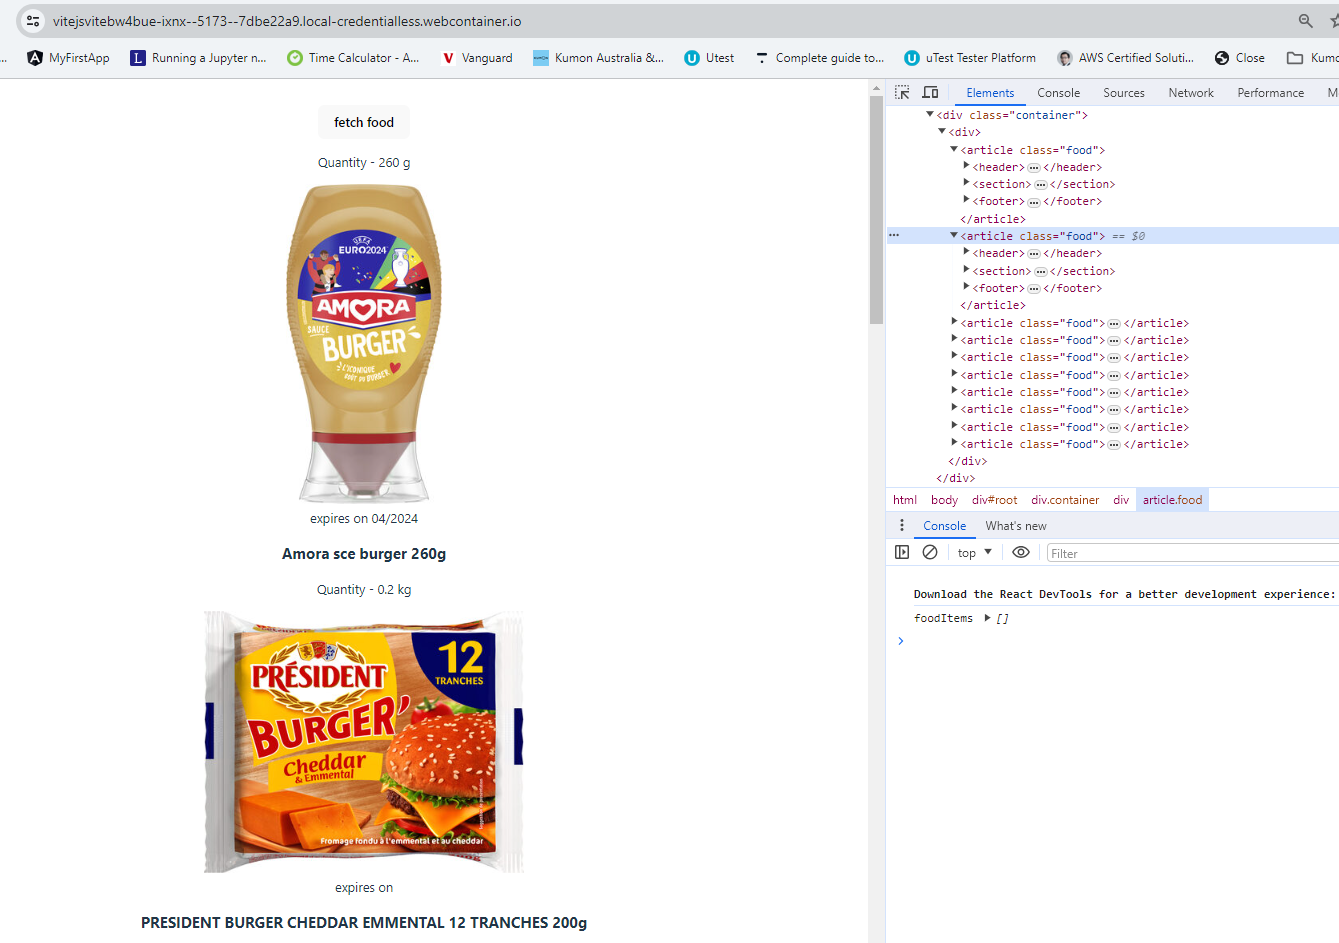 vitejsvitebw4bue-ixnx--5173--7dbe22a9.local-credentialless.webcontainer.io
... MyFirstApp L Running a Jupyter n... Time Calculator - A... V Vanguard Kumon Australia &... U Utest Complete guide to... U uTest Tester Platform AWS Certified Soluti... Close Kumo
fetch food
Quantity - 260 g
UEFA
EURO2024
AMORA
SAUCE
BURGER
L'ICONIQUE
GOÛT DU BURGER
expires on 04/2024
Amora sce burger 260g
Quantity - 0.2 kg
12
TRANCHES
PRÉSIDENT
BURGER'
Cheddar
& Emmental
Fromage fondu à l'emmental et au cheddar
expires on
PRESIDENT BURGER CHEDDAR EMMENTAL 12 TRANCHES 200g
Elements Console Sources Network Performance M
<div class="container">
<div>
<article class="food">
<header> ... </header>
<section> ... </section>
<footer> ... </footer>
</article>
... <article class="food"> == $0
<header> ... </header>
<section> ... </section>
<footer> ... </footer>
</article>
<article class="food"> ... </article>
<article class="food"> ... </article>
<article class="food"> ... </article>
<article class="food"> ... </article>
<article class="food"> ... </article>
<article class="food"> ... </article>
<article class="food"> ... </article>
<article class="food"> ... </article>
</div>
</div>
html body div#root div.container div article.food
Console What's new
top Filter
Download the React DevTools for a better development experience:
foodItems ▶ []
>